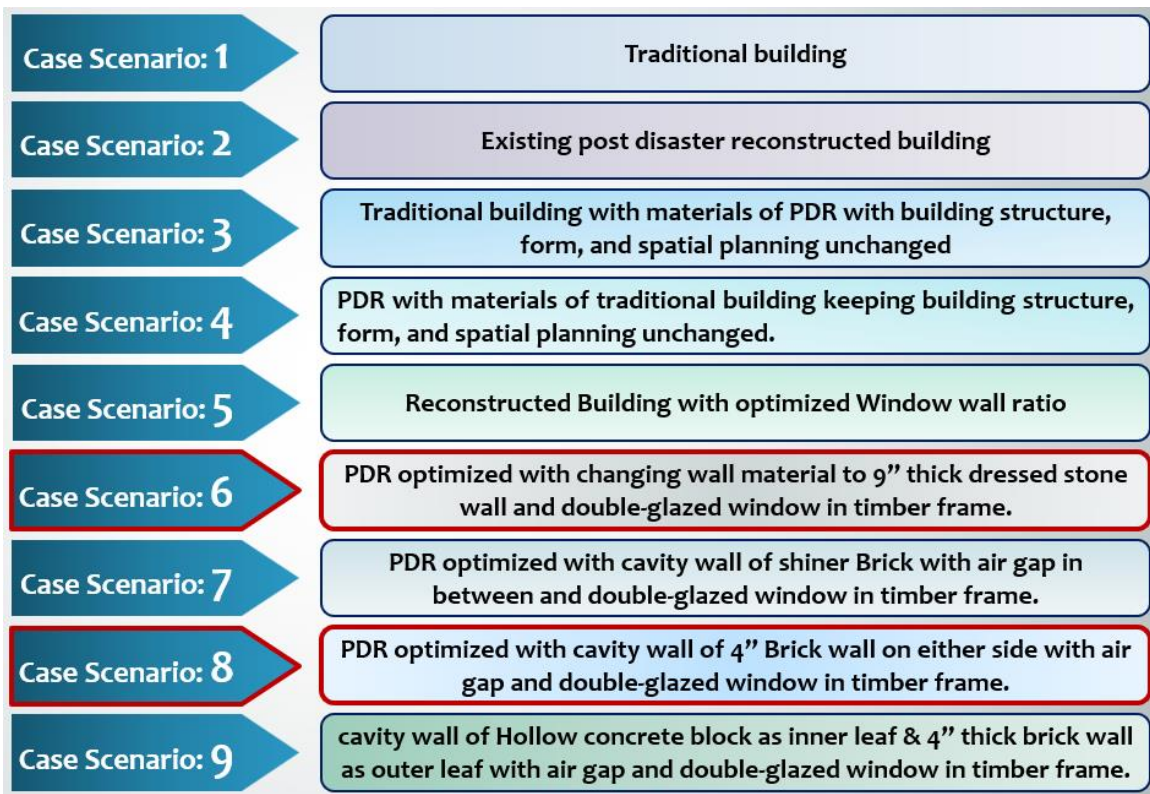 Case Scenario: 1
Traditional building
Case Scenario: 2
Existing post disaster reconstructed building
Case Scenario: 3
Traditional building with materials of PDR with building structure,
form, and spatial planning unchanged
Case Scenario: 4
PDR with materials of traditional building keeping building structure,
form, and spatial planning unchanged.
Case Scenario: 5
Reconstructed Building with optimized Window wall ratio
Case Scenario: 6
PDR optimized with changing wall material to 9” thick dressed stone
wall and double-glazed window in timber frame.
Case Scenario: 7
PDR optimized with cavity wall of shiner Brick with air gap in
between and double-glazed window in timber frame.
Case Scenario: 8
PDR optimized with cavity wall of 4” Brick wall on either side with air
gap and double-glazed window in timber frame.
Case Scenario: 9
cavity wall of Hollow concrete block as inner leaf & 4” thick brick wall
as outer leaf with air gap and double-glazed window in timber frame.